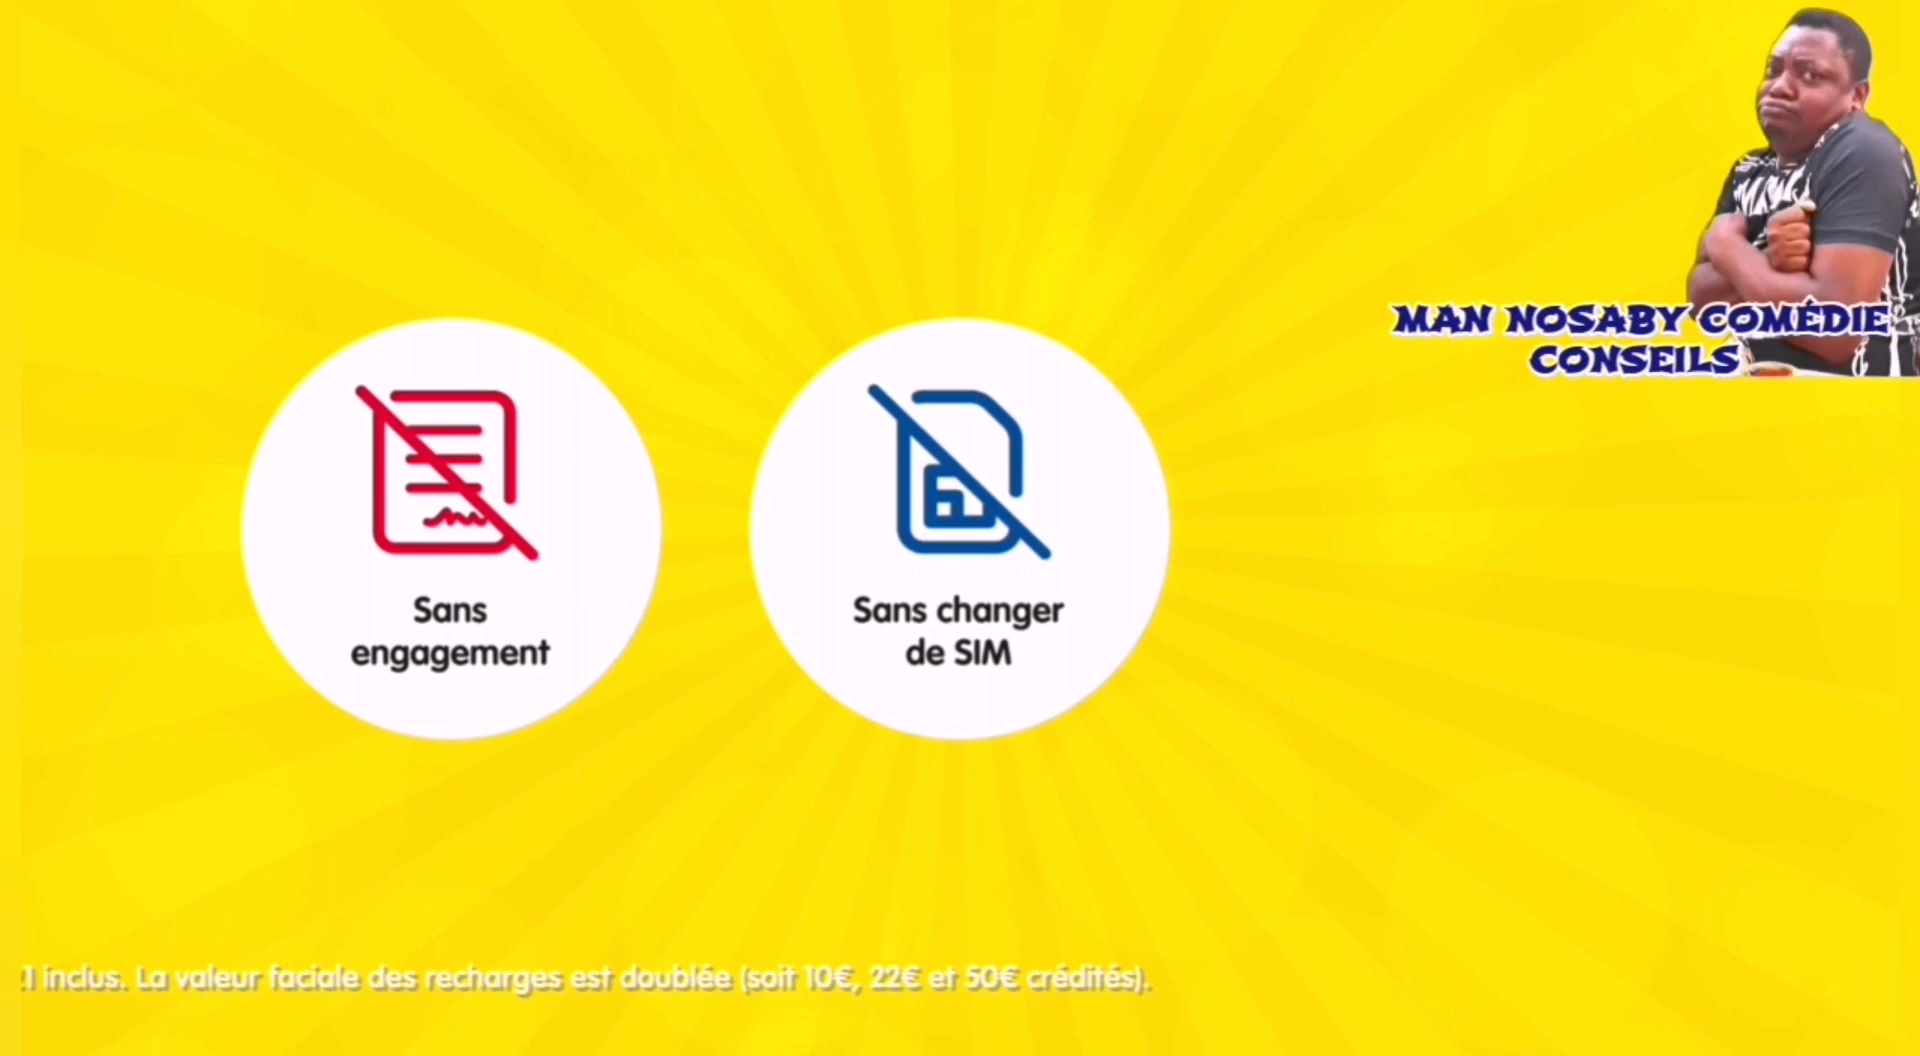 MAN NOSABY COMÉDIE
CONSEILS
Sans
engagement
Sans changer
de SIM
1 inclus. La valeur faciale des recharges est doublée (soit 10€, 22€ et 50€ crédités).